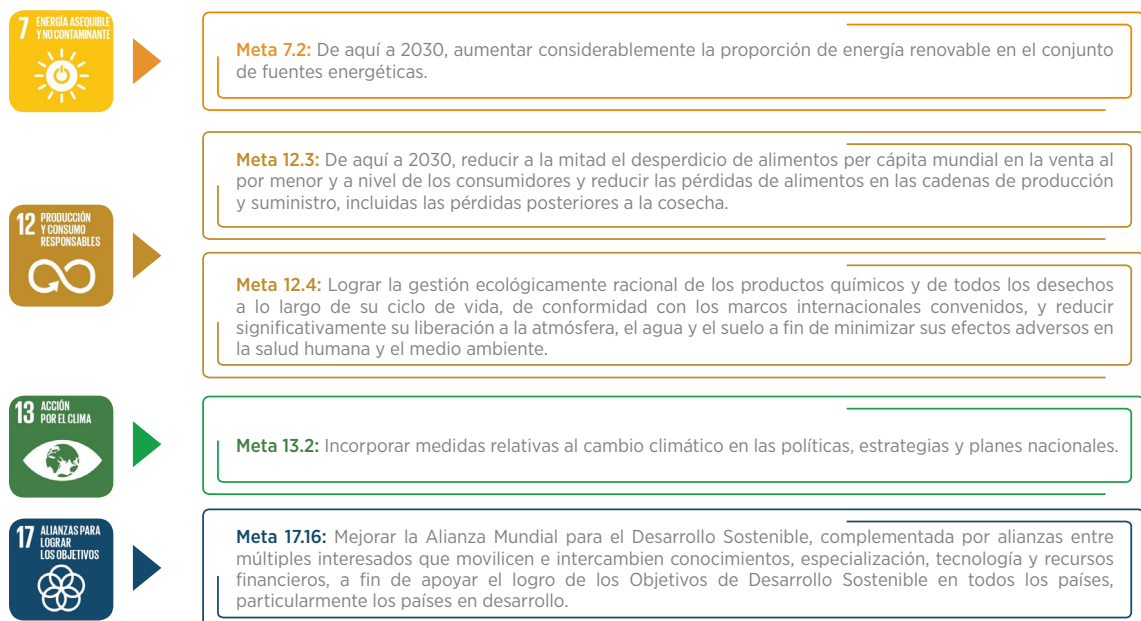 7 ENERGÍA ASEQUIBLE
Y NO CONTAMINANTE
Meta 7.2: De aquí a 2030, aumentar considerablemente la proporción de energía renovable en el conjunto
de fuentes energéticas.
12 PRODUCCIÓN
Y CONSUMO
RESPONSABLES
Meta 12.3: De aquí a 2030, reducir a la mitad el desperdicio de alimentos per cápita mundial en la venta al
por menor y a nivel de los consumidores y reducir las pérdidas de alimentos en las cadenas de producción
y suministro, incluidas las pérdidas posteriores a la cosecha.
Meta 12.4: Lograr la gestión ecológicamente racional de los productos químicos y de todos los desechos
a lo largo de su ciclo de vida, de conformidad con los marcos internacionales convenidos, y reducir
significativamente su liberación a la atmósfera, el agua y el suelo a fin de minimizar sus efectos adversos en
la salud humana y el medio ambiente.
13 ACCIÓN
POR EL CLIMA
Meta 13.2: Incorporar medidas relativas al cambio climático en las políticas, estrategias y planes nacionales.
17 ALIANZAS PARA
LOGRAR
LOS OBJETIVOS
Meta 17.16: Mejorar la Alianza Mundial para el Desarrollo Sostenible, complementada por alianzas entre
múltiples interesados que movilicen e intercambien conocimientos, especialización, tecnología y recursos
financieros, a fin de apoyar el logro de los Objetivos de Desarrollo Sostenible en todos los países,
particularmente los países en desarrollo.